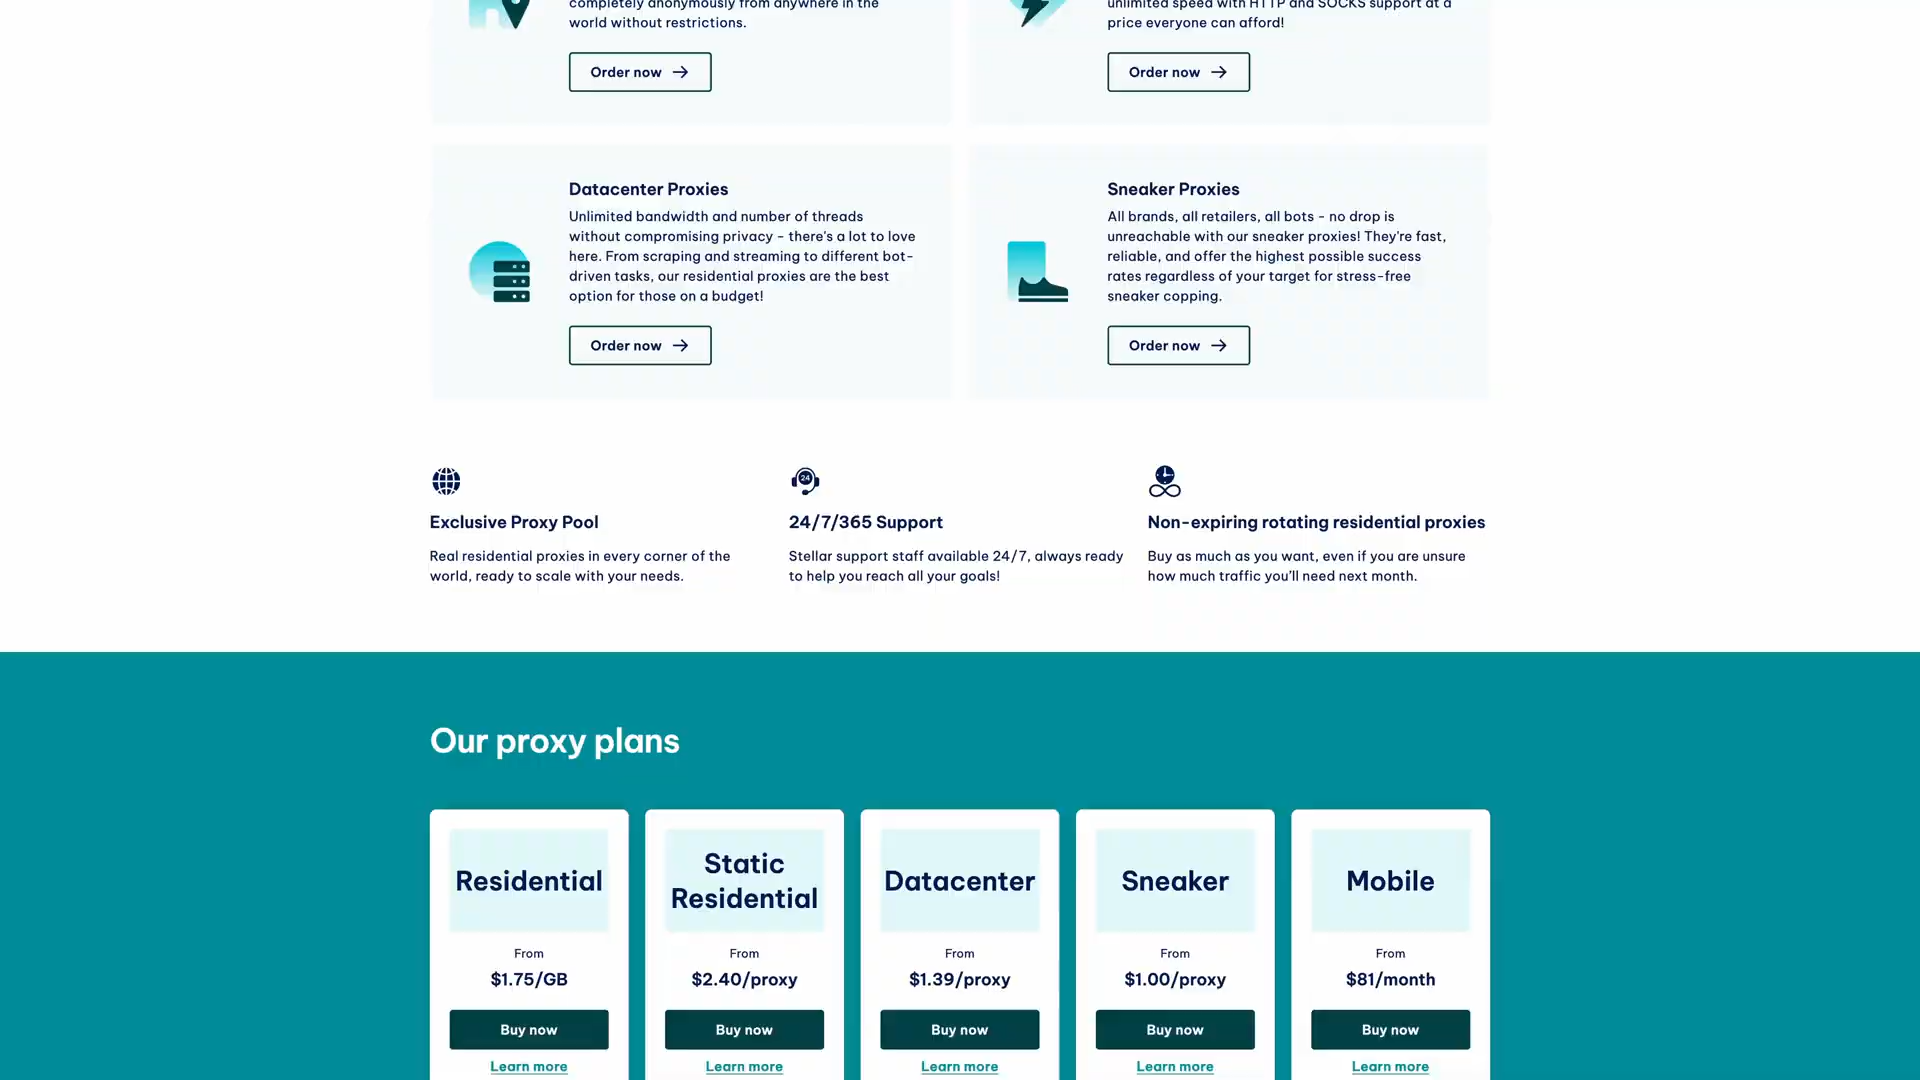 completely anonymously from anywhere in the
world without restrictions.
Order now
unlimited speed with HTTP and SOCKS support at a
price everyone can afford!
Order now
Datacenter Proxies
Unlimited bandwidth and number of threads
without compromising privacy - there's a lot to love
here. From scraping and streaming to different bot-
driven tasks, our residential proxies are the best
option for those on a budget!
Order now
Sneaker Proxies
All brands, all retailers, all bots - no drop is
unreachable with our sneaker proxies! They're fast,
reliable, and offer the highest possible success
rates regardless of your target for stress-free
sneaker copping.
Order now
Exclusive Proxy Pool
Real residential proxies in every corner of the
world, ready to scale with your needs.
24
24/7/365 Support
Stellar support staff available 24/7, always ready
to help you reach all your goals!
Non-expiring rotating residential proxies
Buy as much as you want, even if you are unsure
how much traffic you'll need next month.
Our proxy plans
Residential
From
$1.75/GB
Buy now
Learn more
Static
Residential
From
$2.40/proxy
Buy now
Learn more
Datacenter
From
$1.39/proxy
Buy now
Learn more
Sneaker
From
$1.00/proxy
Buy now
Learn more
Mobile
From
$81/month
Buy now
Learn more